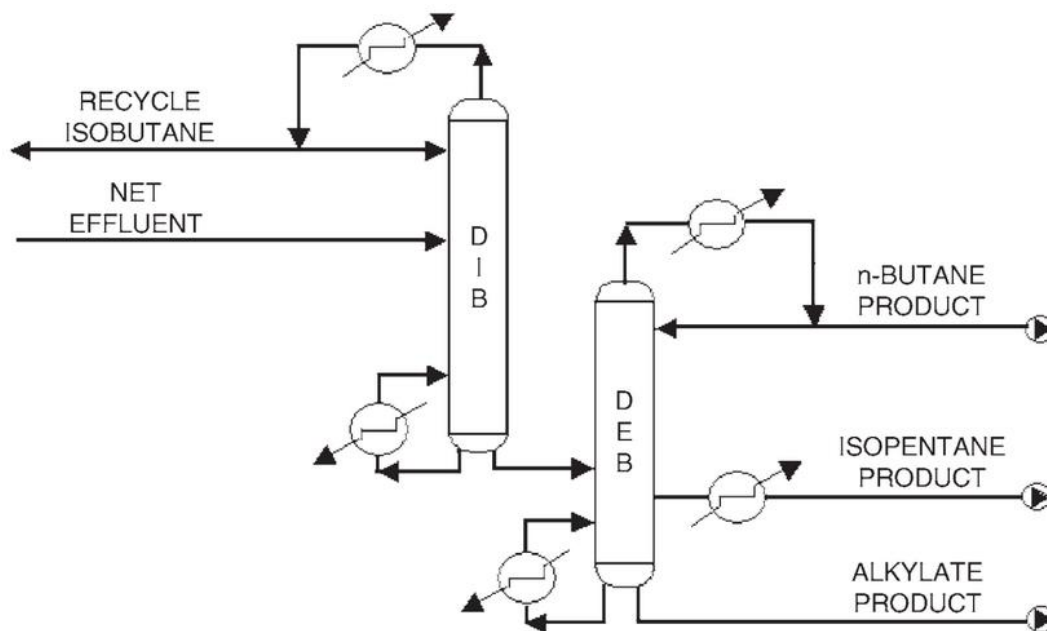 RECYCLE
ISOBUTANE
NET
EFFLUENT
D
I
B
n-BUTANE
PRODUCT
D
E
B
ISOPENTANE
PRODUCT
ALKYLATE
PRODUCT